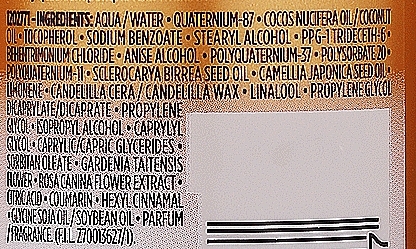 1202771 - INGREDIENTS: AQUA / WATER • QUATERNIUM-87 • COCOS NUCIFERA OIL / COCONUT
OIL • TOCOPHEROL • SODIUM BENZOATE • STEARYL ALCOHOL • PPG-1 TRIDECETH-6 •
BEHENTRIMONIUM CHLORIDE • ANISE ALCOHOL • POLYQUATERNIUM-37 • POLYSORBATE 20 •
POLYQUATERNIUM-11 • SCLEROCARYA BIRREA SEED OIL • CAMELLIA JAPONICA SEED OIL •
LIMONENE • CANDELILLA CERA / CANDELILLA WAX • LINALOOL • PROPYLENE GLYCOL
DICAPRYLATE/DICAPRATE • PROPYLENE
GLYCOL • ISOPROPYL ALCOHOL • CAPRYLYL
GLYCOL • CAPRYLIC/CAPRIC GLYCERIDES •
SORBITAN OLEATE • GARDENIA TAITENSIS
FLOWER • ROSA CANINA FLOWER EXTRACT •
CITRIC ACID • COUMARIN • HEXYL CINNAMAL
• GLYCINE SOJA OIL / SOYBEAN OIL • PARFUM
/ FRAGRANCE. (F.I.L. Z70013627/1).